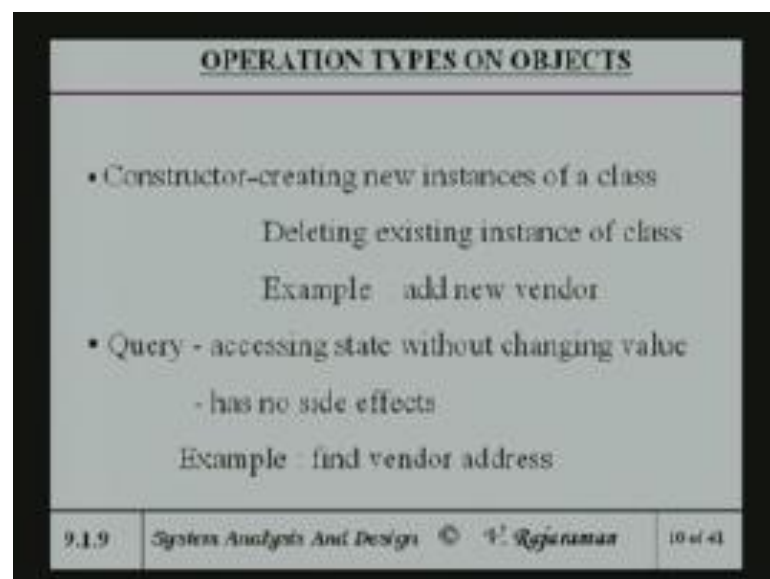 OPERATION TYPES ON OBJECTS
• Constructor-creating new instances of a class
Deleting existing instance of class
Example add new vendor
• Query - accessing state without changing value
- has no side effects
Example : find vendor address
9.1.9 System Analysis And Design © V. Rajaraman 10 of 41